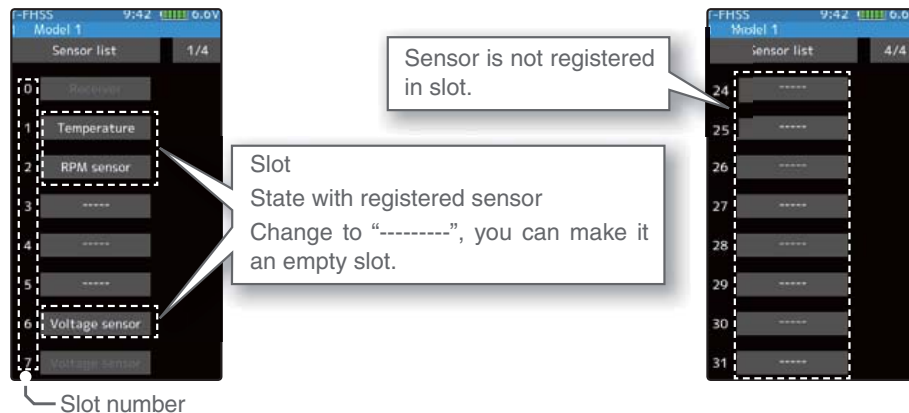 T-FHSS 9:42 6.6V
Model 1
Sensor list 1/4
0 Receiver
1 Temperature
2 RPM sensor
3 -----
4 -----
5 -----
6 Voltage sensor
7 Voltage sensor
Slot number
Sensor is not registered
in slot.
Slot
State with registered sensor
Change to “---------”, you can make it
an empty slot.
-FHSS 9:42 6.6
Model 1
Sensor list 4/4
24 -----
25 -----
26 -----
27 -----
28 -----
29 -----
30 -----
31 -----